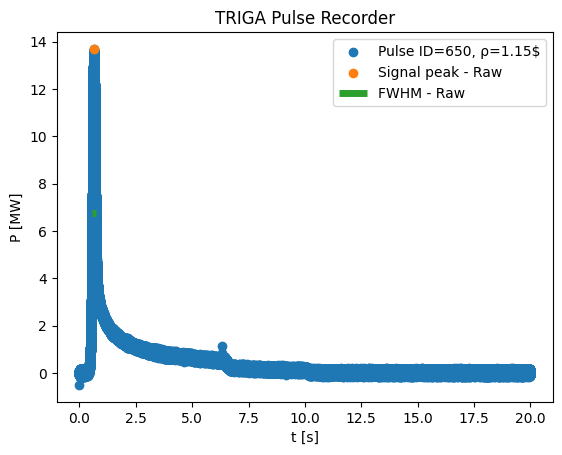 TRIGA Pulse Recorder
Pulse ID=650, ρ=1.15$
Signal peak - Raw
FWHM - Raw
P [MW]
14
12
10
8
6
4
2
0
0.0 2.5 5.0 7.5 10.0 12.5 15.0 17.5 20.0
t [s]